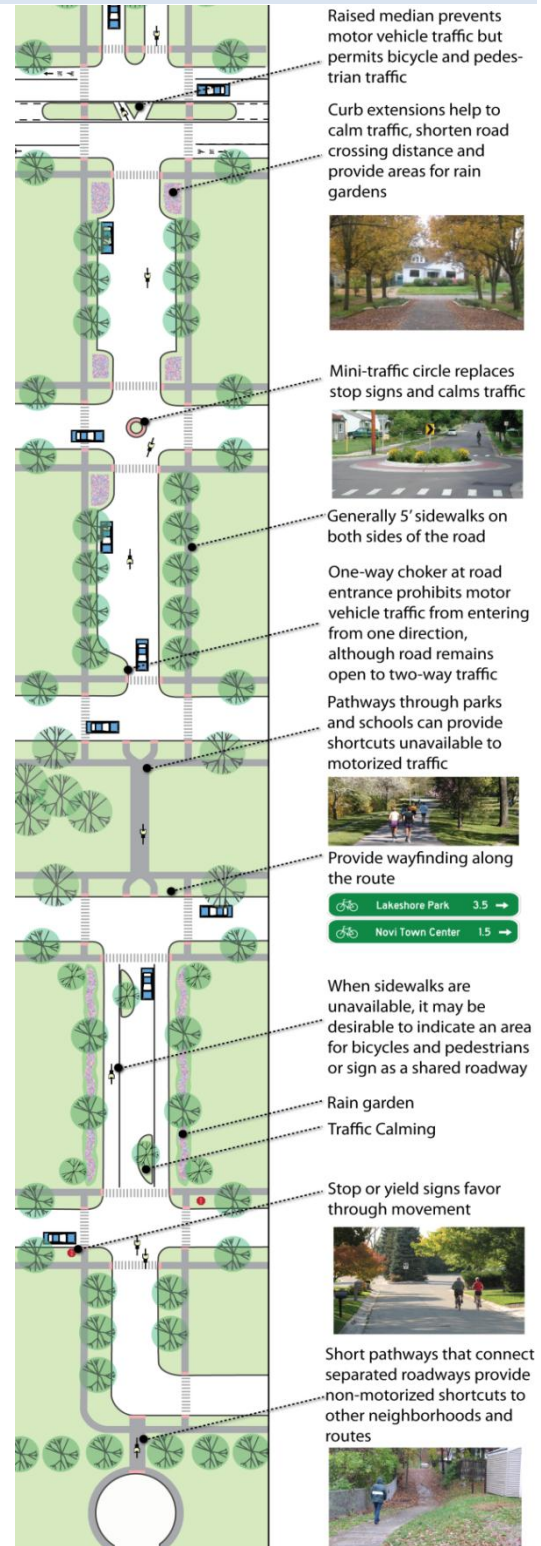 Raised median prevents
motor vehicle traffic but
permits bicycle and pedes-
trian traffic
Curb extensions help to
calm traffic, shorten road
crossing distance and
provide areas for rain
gardens
Mini-traffic circle replaces
stop signs and calms traffic
Generally 5' sidewalks on
both sides of the road
One-way choker at road
entrance prohibits motor
vehicle traffic from entering
from one direction,
although road remains
open to two-way traffic
Pathways through parks
and schools can provide
shortcuts unavailable to
motorized traffic
Provide wayfinding along
the route
Lakeshore Park 3.5 →
Novi Town Center 1.5 →
When sidewalks are
unavailable, it may be
desirable to indicate an area
for bicycles and pedestrians
or sign as a shared roadway
Rain garden
Traffic Calming
Stop or yield signs favor
through movement
Short pathways that connect
separated roadways provide
non-motorized shortcuts to
other neighborhoods and
routes